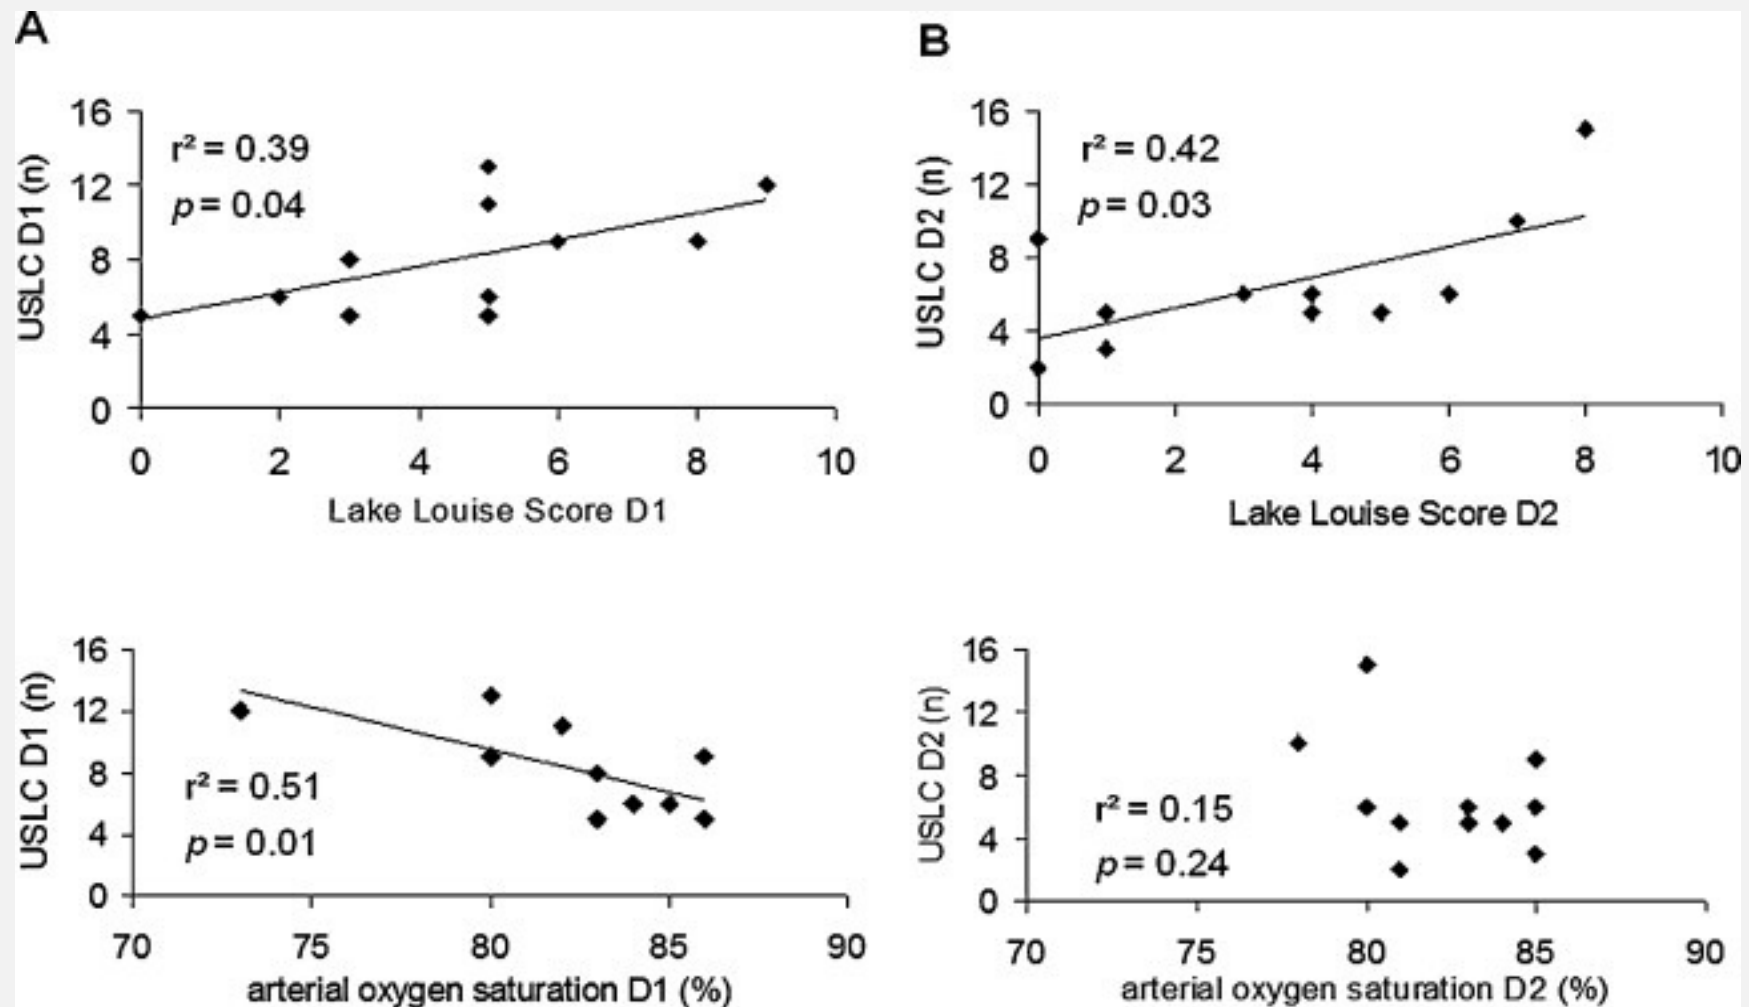 A
USLC D1 (n)
16
12
8
4
0
r² = 0.39
p = 0.04
0 2 4 6 8 10
Lake Louise Score D1
B
USLC D2 (n)
16
12
8
4
0
r² = 0.42
p = 0.03
0 2 4 6 8 10
Lake Louise Score D2
USLC D1 (n)
16
12
8
4
0
r² = 0.51
p = 0.01
70 75 80 85 90
arterial oxygen saturation D1 (%)
USLC D2 (n)
16
12
8
4
0
r² = 0.15
p = 0.24
70 75 80 85 90
arterial oxygen saturation D2 (%)